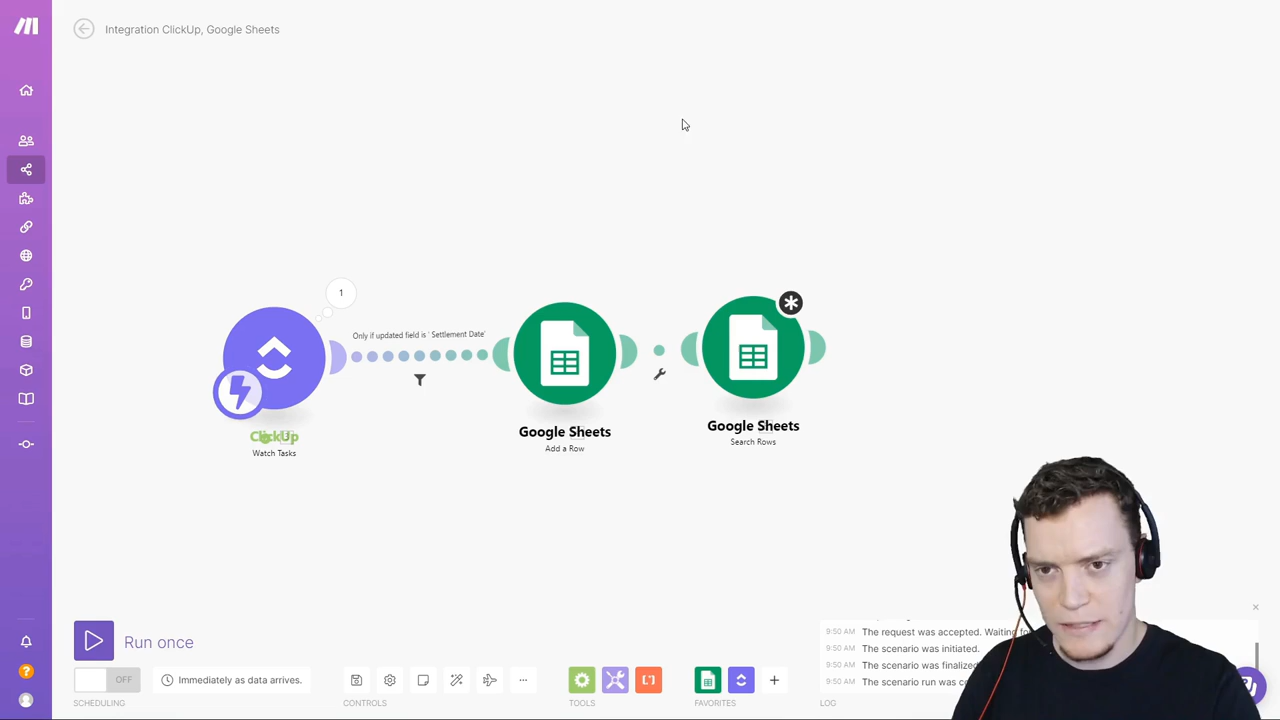 Integration ClickUp, Google Sheets
1
Only if updated field is ' Settlement Date'
ClickUp
Watch Tasks
Google Sheets
Add a Row
Google Sheets
Search Rows
Run once
OFF
Immediately as data arrives.
SCHEDULING
CONTROLS
TOOLS
FAVORITES
LOG
9:50 AM The request was accepted. Waiting
9:50 AM The scenario was initiated.
9:50 AM The scenario was finalized
9:50 AM The scenario run was